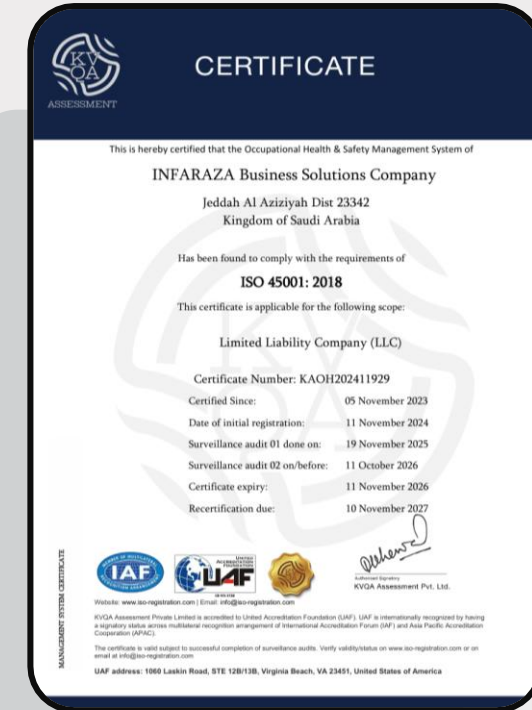 KV
QA
ASSESSMENT
CERTIFICATE
This is hereby certified that the Occupational Health & Safety Management System of
INFARAZA Business Solutions Company
Jeddah Al Aziziyah Dist 23342
Kingdom of Saudi Arabia
Has been found to comply with the requirements of
ISO 45001: 2018
This certificate is applicable for the following scope:
Limited Liability Company (LLC)
Certificate Number: KAOH202411929
Certified Since: 05 November 2023
Date of initial registration: 11 November 2024
Surveillance audit 01 done on: 19 November 2025
Surveillance audit 02 on/before: 11 October 2026
Certificate expiry: 11 November 2026
Recertification due: 10 November 2027
MANAGEMENT SYSTEM CERTIFICATE
IAF
UNITED
ACCREDITATION
FOUNDATION
UAF
Authorised Signatory
KVQA Assessment Pvt. Ltd.
Website: www.iso-registration.com | Email: info@iso-registration.com
KVQA Assessment Private Limited is accredited to United Accreditation Foundation (UAF). UAF is internationally recognized by having
a signatory status across multilateral recognition arrangement of International Accreditation Forum (IAF) and Asia Pacific Accreditation
Cooperation (APAC).
The certificate is valid subject to successful completion of surveillance audits. Verify validity/status on www.iso-registration.com or on
email at info@iso-registration.com
UAF address: 1060 Laskin Road, STE 12B/13B, Virginia Beach, VA 23451, United States of America